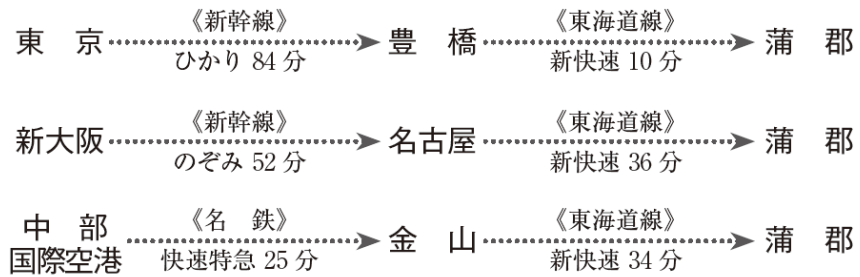 《新幹線》 《東海道線》
東　京 豊　橋 蒲　郡
ひかり 84 分 新快速 10 分
《新幹線》 《東海道線》
新大阪 名古屋 蒲　郡
のぞみ 52 分 新快速 36 分
《名　鉄》 《東海道線》
中　部
国際空港 金　山 蒲　郡
快速特急 25 分 新快速 34 分